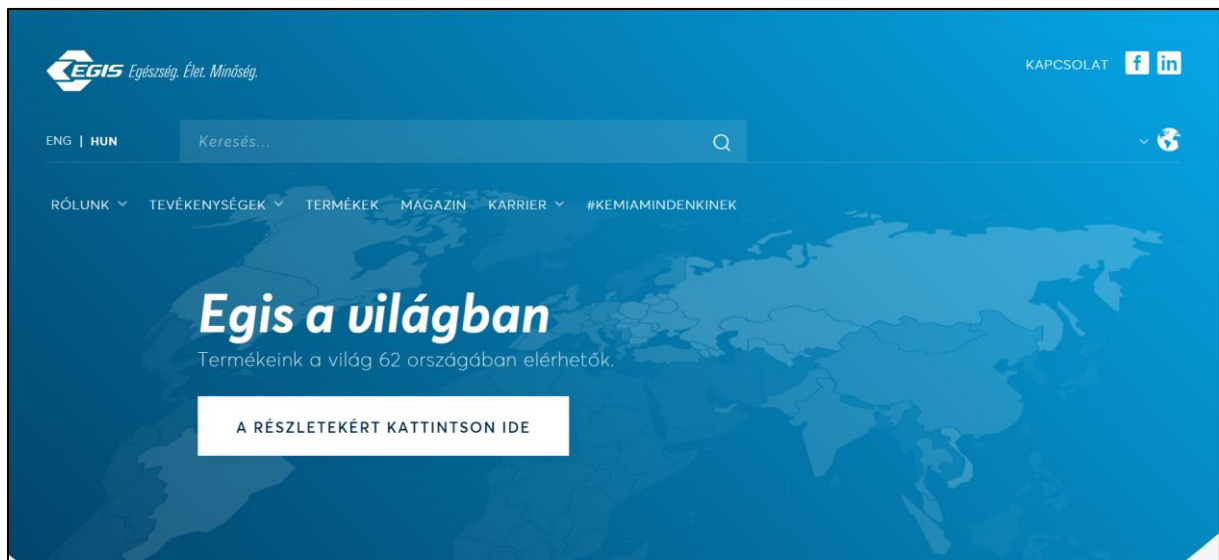 EGIS Egészség. Élet. Minőség.
KAPCSOLAT f in
ENG | HUN Keresés...
RÓLUNK TEVÉKENYSÉGEK TERMÉKEK MAGAZIN KARRIER #KEMIAMINDENKINEK
Egis a világban
Termékeink a világ 62 országában elérhetők.
A RÉSZLETEKÉRT KATTINTSON IDE